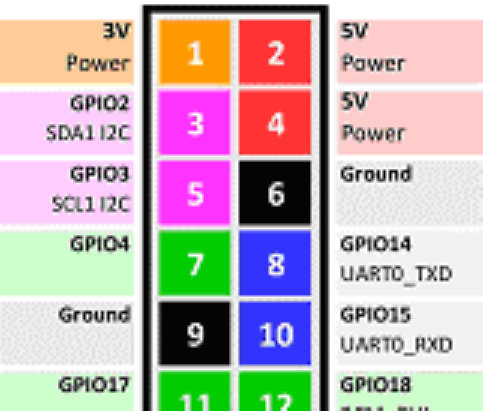 3V 1 2 5V
Power Power
GPIO2 3 4 5V
SDA1 I2C Power
GPIO3 5 6 Ground
SCL1 I2C
GPIO4 7 8 GPIO14
UART0_TXD
Ground 9 10 GPIO15
UART0_RXD
GPIO17 11 12 GPIO18